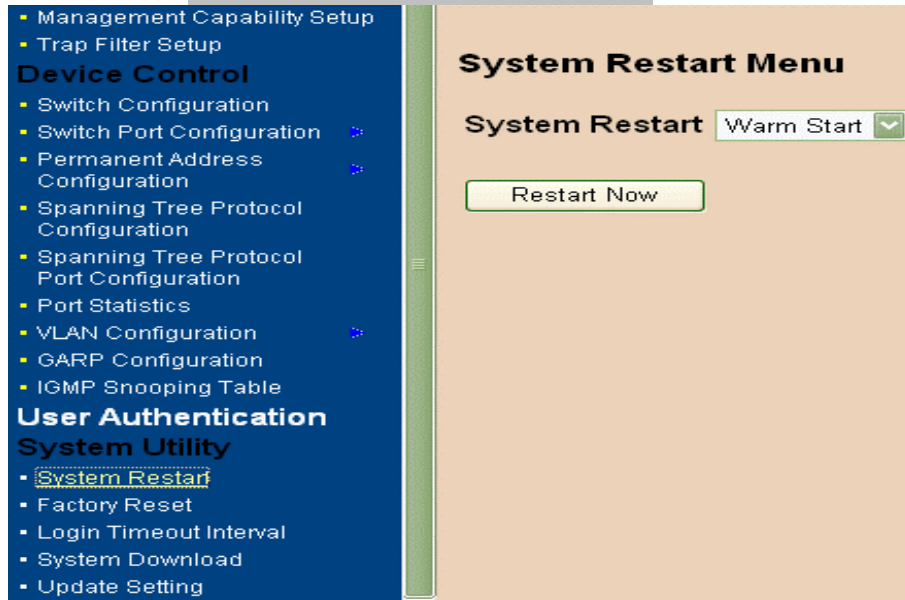 Management Capability Setup
Trap Filter Setup
Device Control
Switch Configuration
Switch Port Configuration
Permanent Address
Configuration
Spanning Tree Protocol
Configuration
Spanning Tree Protocol
Port Configuration
Port Statistics
VLAN Configuration
GARP Configuration
IGMP Snooping Table
User Authentication
System Utility
System Restart
Factory Reset
Login Timeout Interval
System Download
Update Setting
System Restart Menu
System Restart Warm Start
Restart Now